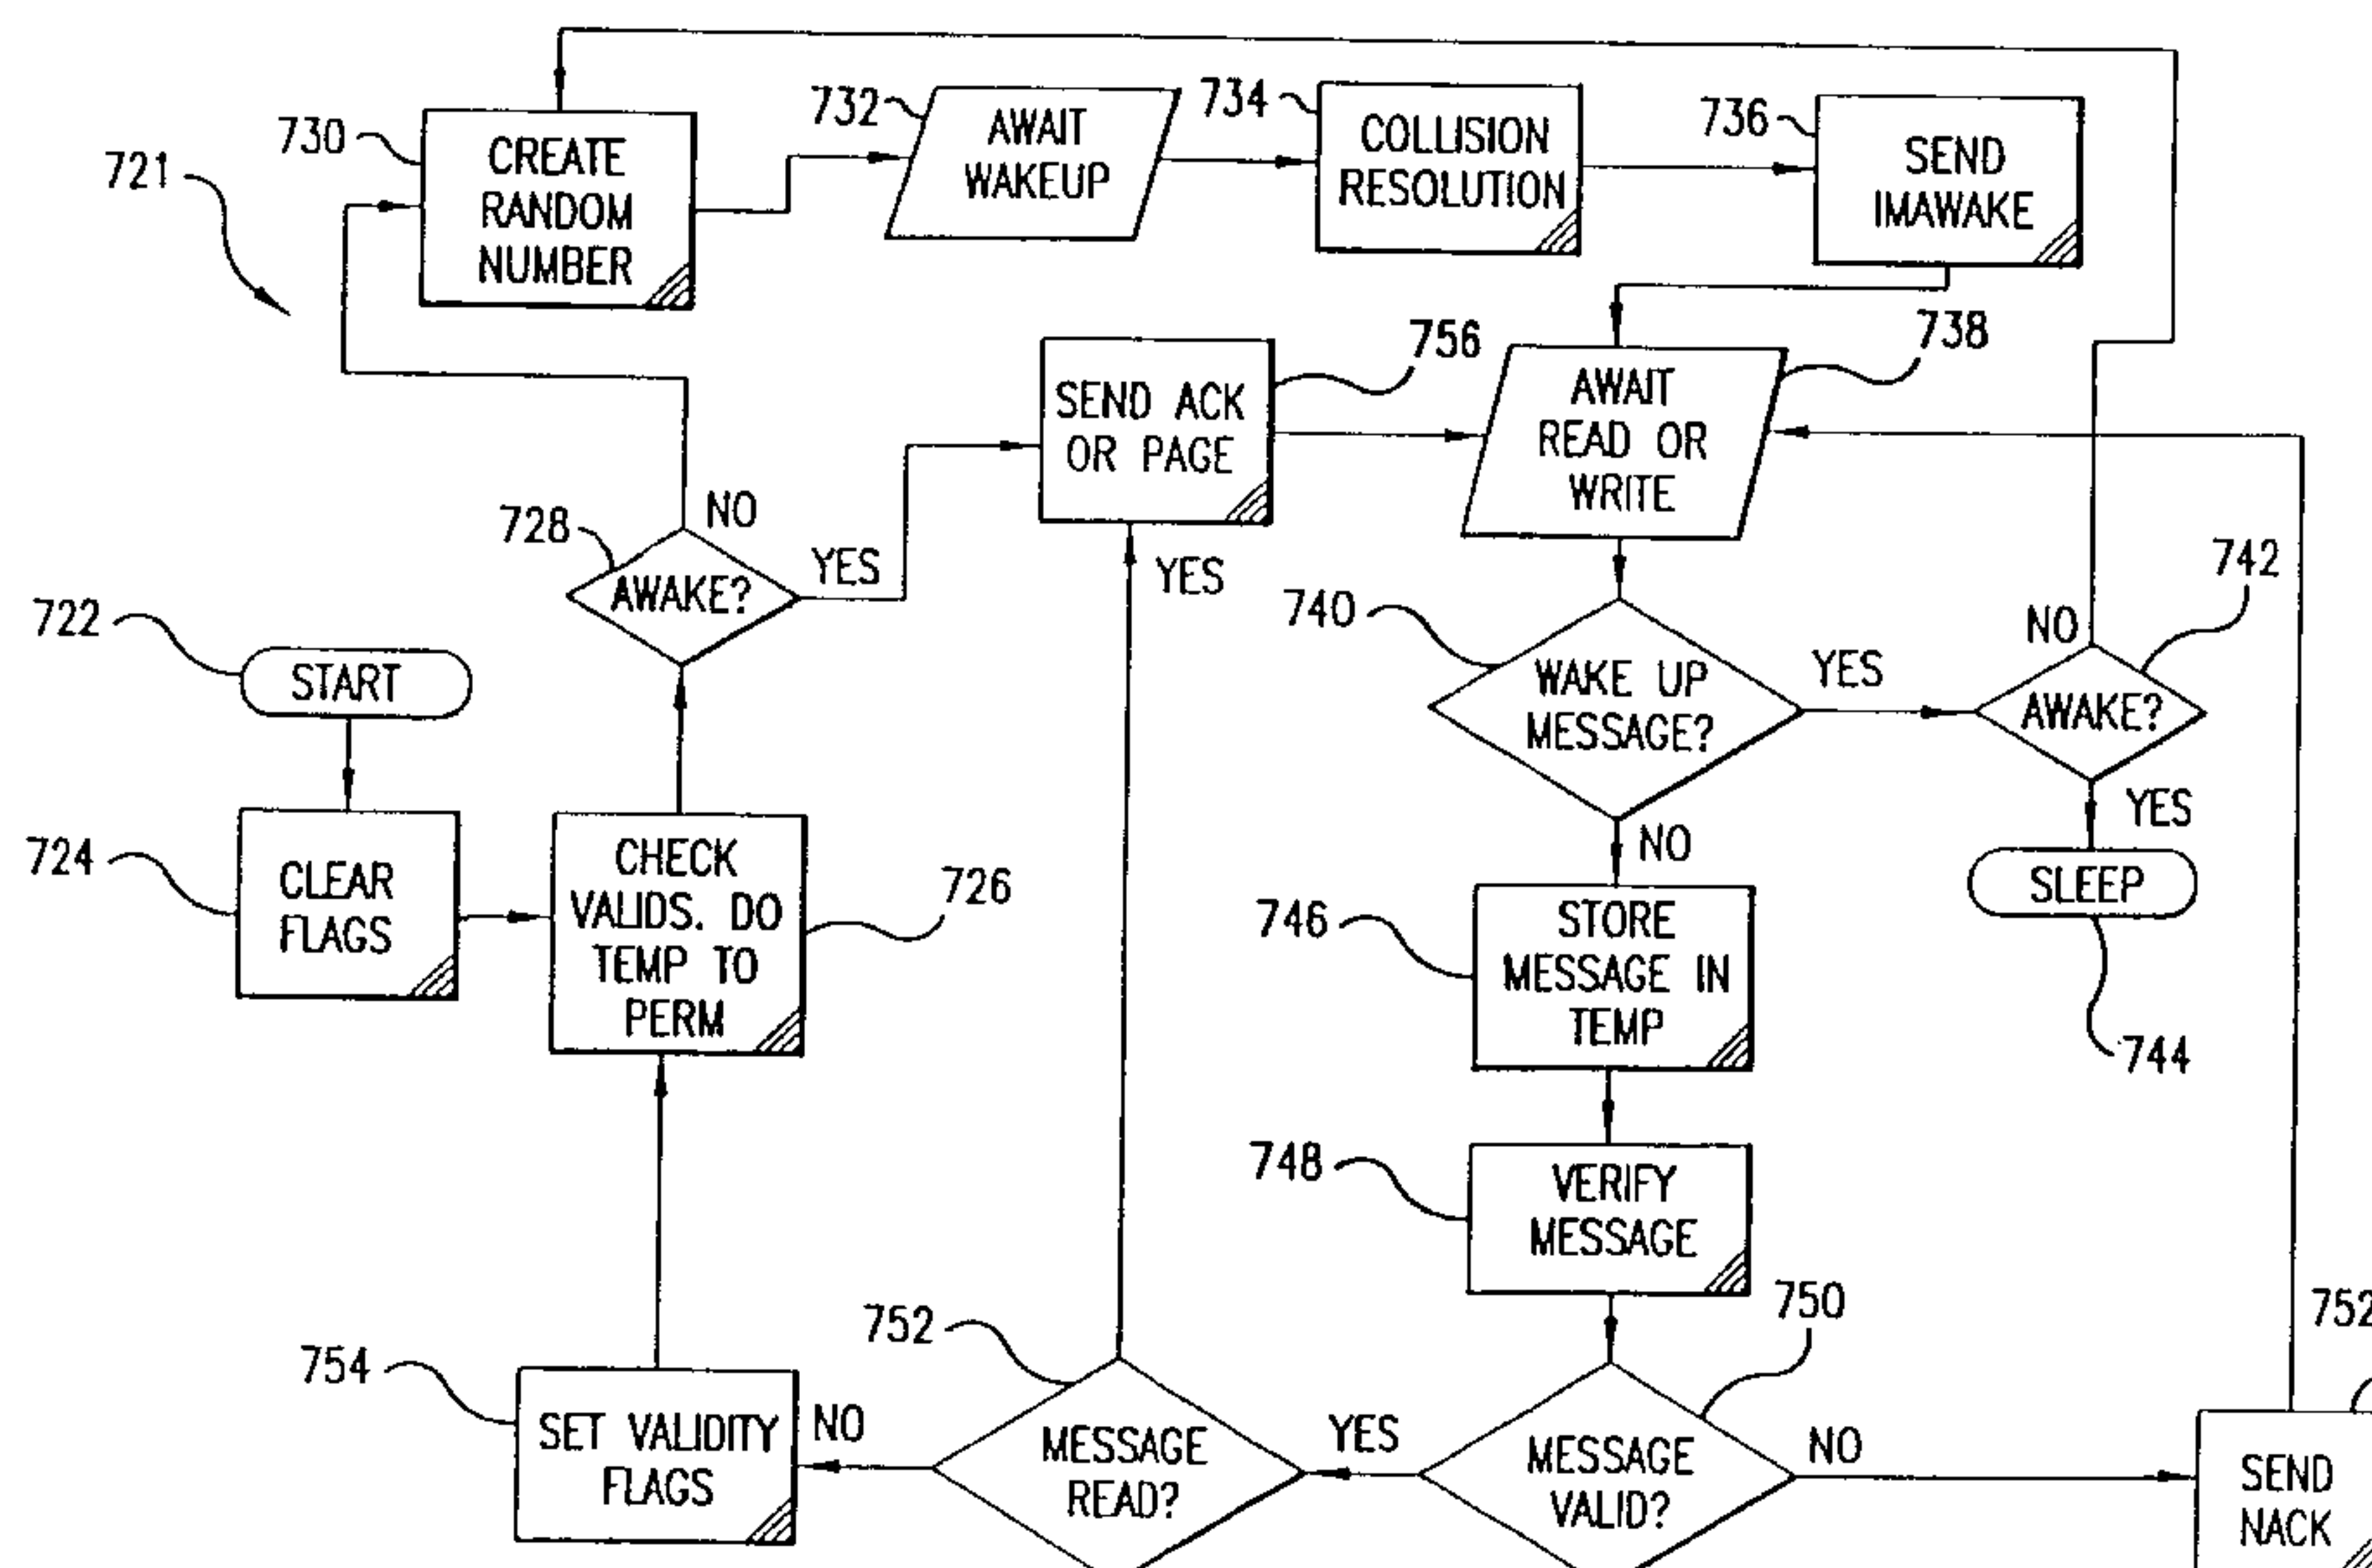 730
CREATE
RANDOM
NUMBER
732
AWAIT
WAKEUP
734
COLLISION
RESOLUTION
736
SEND
IMAWAKE
721
756
SEND ACK
OR PAGE
738
AWAIT
READ OR
WRITE
728
NO
AWAKE?
YES
YES
722
START
740
WAKE UP
MESSAGE?
YES
NO
742
NO
AWAKE?
YES
SLEEP
744
724
CLEAR
FLAGS
CHECK
VALIDS. DO
TEMP TO
PERM
726
746
STORE
MESSAGE IN
TEMP
748
VERIFY
MESSAGE
754
SET VALIDITY
FLAGS
NO
752
MESSAGE
READ?
YES
750
MESSAGE
VALID?
NO
752
SEND
NACK